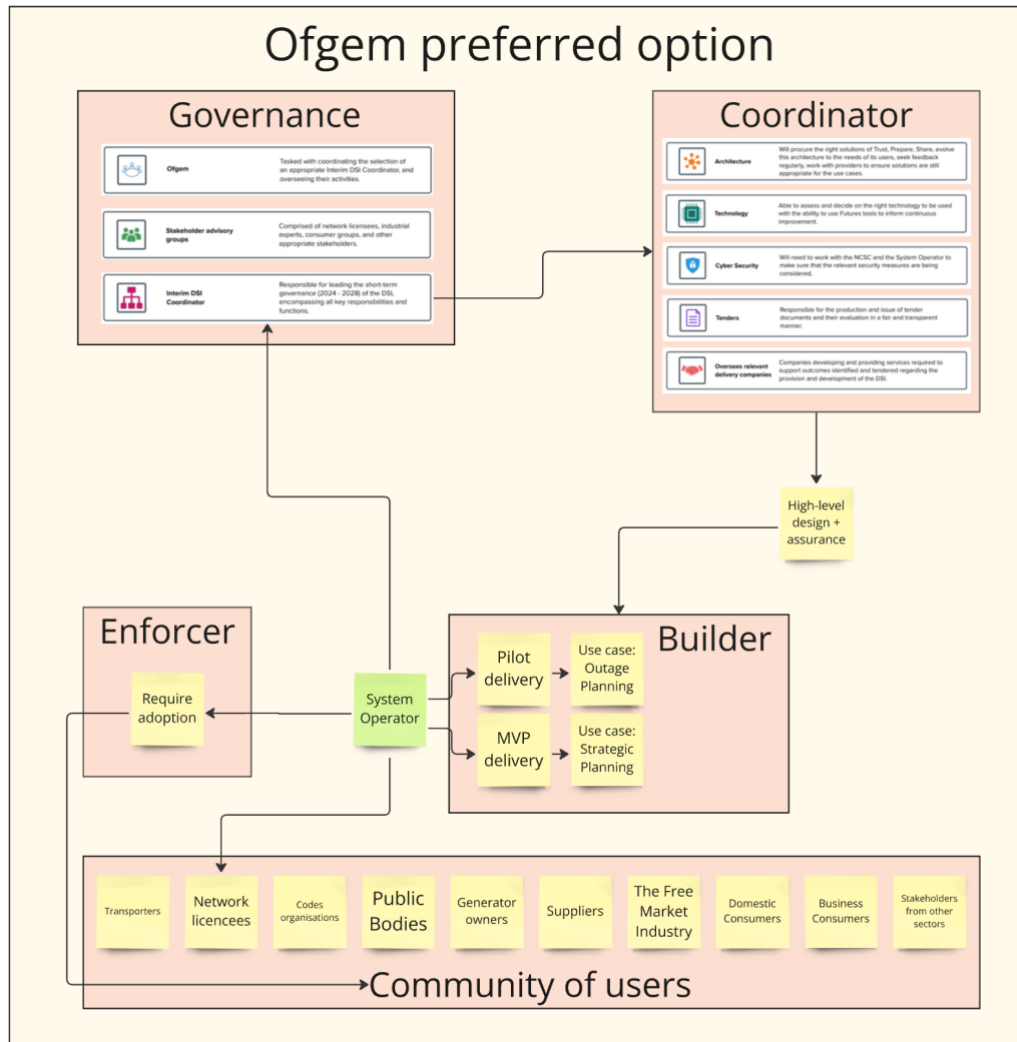 Ofgem preferred option
Governance
Ofgem
Tasked with coordinating the selection of
an appropriate Interim DSI Coordinator, and
overseeing their activities.
Stakeholder advisory
groups
Comprised of network licensees, industrial
experts, consumer groups, and other
appropriate stakeholders.
Interim DSI
Coordinator
Responsible for leading the short-term
governance (2024 - 2028) of the DSI,
encompassing all key responsibilities and
functions.
Coordinator
Architecture
Will procure the right solutions of Trust, Prepare, Share, evolve
this architecture to the needs of its users, seek feedback
regularly, work with providers to ensure solutions are still
appropriate for the use cases.
Technology
Able to assess and decide on the right technology to be used
with the ability to use Futures tools to inform continuous
improvement.
Cyber Security
Will need to work with the NCSC and the System Operator to
make sure that the relevant security measures are being
considered.
Tenders
Responsible for the production and issue of tender
documents and their evaluation in a fair and transparent
manner.
Oversees relevant
delivery companies
Companies developing and providing services required to
support outcomes identified and tendered regarding the
provision and development of the DSI.
High-level
design +
assurance
Enforcer
Require
adoption
System
Operator
Builder
Pilot
delivery
Use case:
Outage
Planning
MVP
delivery
Use case:
Strategic
Planning
Transporters
Network
licencees
Codes
organisations
Public
Bodies
Generator
owners
Suppliers
The Free
Market
Industry
Domestic
Consumers
Business
Consumers
Stakeholders
from other
sectors
Community of users